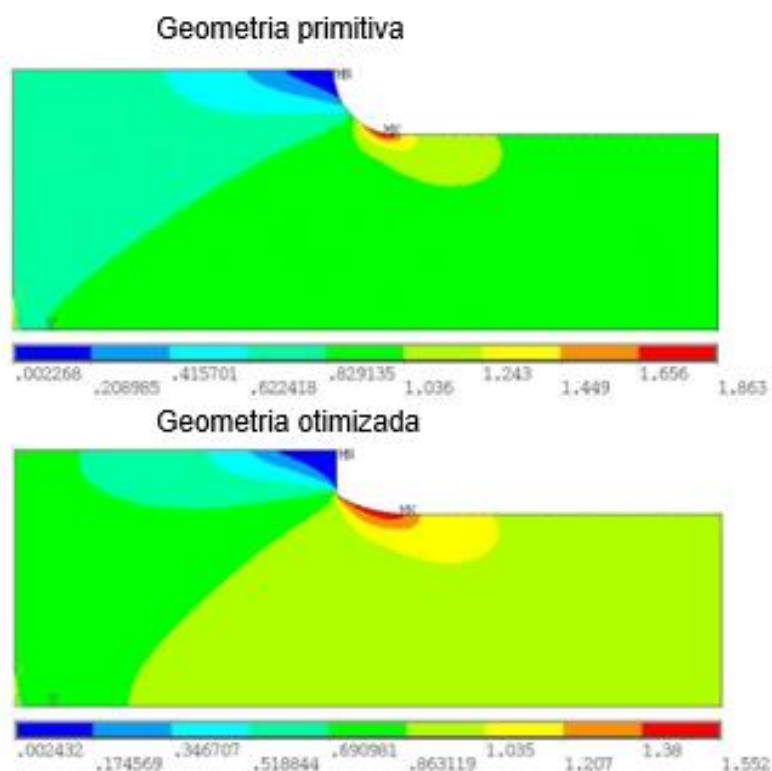 Geometria primitiva
MN
MX
.002268 .415701 .829135 1.243 1.656
.208985 .622418 1.036 1.449 1.863
Geometria otimizada
MN
MX
.002432 .346707 .690981 1.035 1.38
.174569 .518844 .863119 1.207 1.552